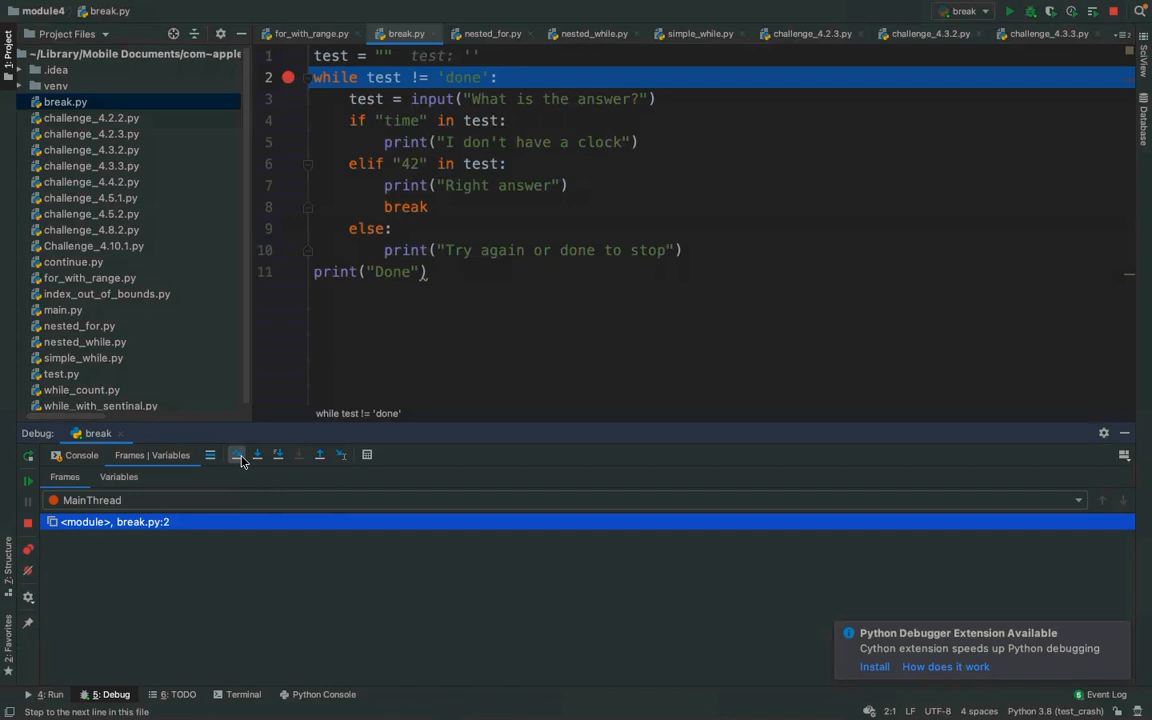 module4 break.py
break
1: Project
Project Files
for_with_range.py
break.py
nested_for.py
nested_while.py
simple_while.py
challenge_4.2.3.py
challenge_4.3.2.py
challenge_4.3.3.py
SciView
Database
~/Library/Mobile Documents/com~apple
.idea
venv
break.py
challenge_4.2.2.py
challenge_4.2.3.py
challenge_4.3.2.py
challenge_4.3.3.py
challenge_4.4.2.py
challenge_4.5.1.py
challenge_4.5.2.py
challenge_4.8.2.py
Challenge_4.10.1.py
continue.py
for_with_range.py
index_out_of_bounds.py
main.py
nested_for.py
nested_while.py
simple_while.py
test.py
while_count.py
while_with_sentinal.py
1 test = "" test: ''
2 while test != 'done':
3 test = input("What is the answer?")
4 if "time" in test:
5 print("I don't have a clock")
6 elif "42" in test:
7 print("Right answer")
8 break
9 else:
10 print("Try again or done to stop")
11 print("Done")
while test != 'done'
Debug: break
Console
Frames | Variables
Frames
Variables
MainThread
<module>, break.py:2
7: Structure
2: Favorites
Python Debugger Extension Available
Cython extension speeds up Python debugging
Install How does it work
4: Run
5: Debug
6: TODO
Terminal
Python Console
5 Event Log
Step to the next line in this file
2:1 LF UTF-8 4 spaces Python 3.8 (test_crash)